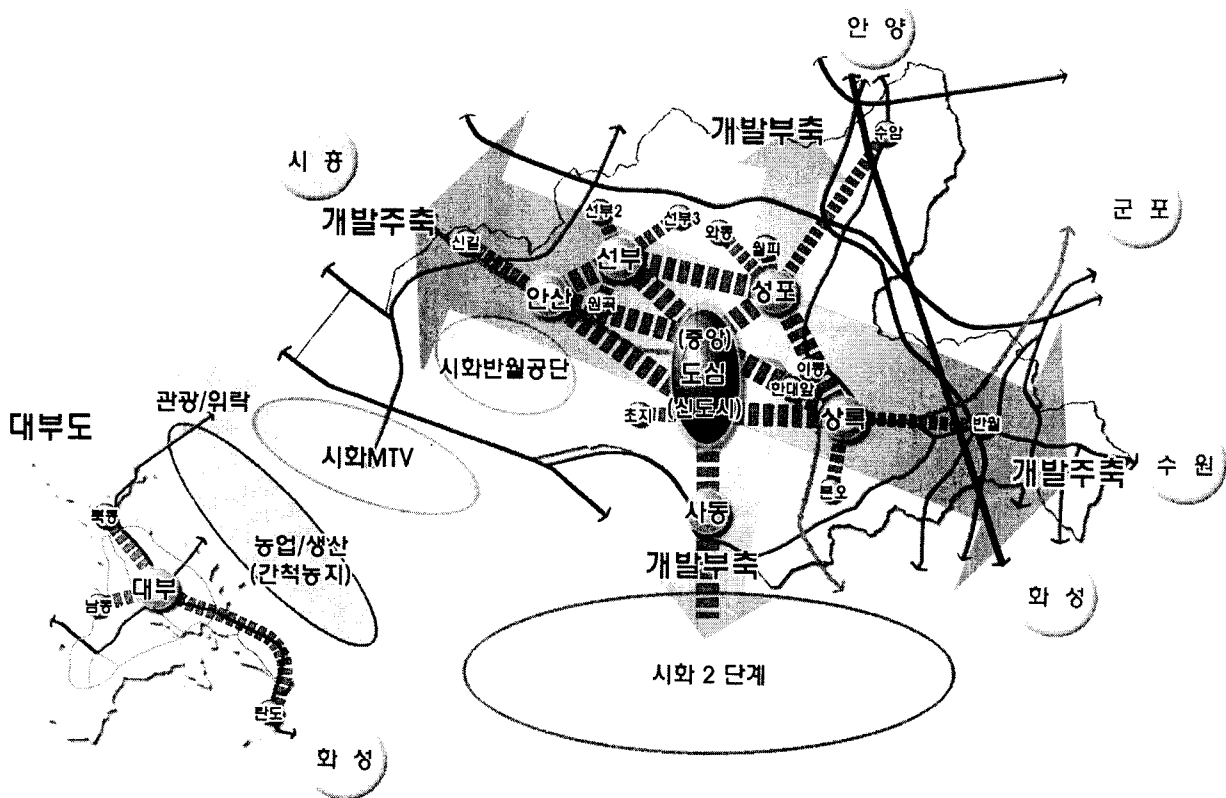 안 양
개발부축
수암
시 흥
군 포
개발주축
선부2
선부3
와동
월피
신길
선부
성포
안산
원곡
(중앙)
시화반월공단
도심
이동
한대앞
관광/위락
(신도시)
초지
상록
반월
대부도
시화MTV
개발주축
수 원
북동
사동
본오
농업/생산
(간척농지)
개발부축
대부
남동
화 성
시화 2 단계
탄도
화 성